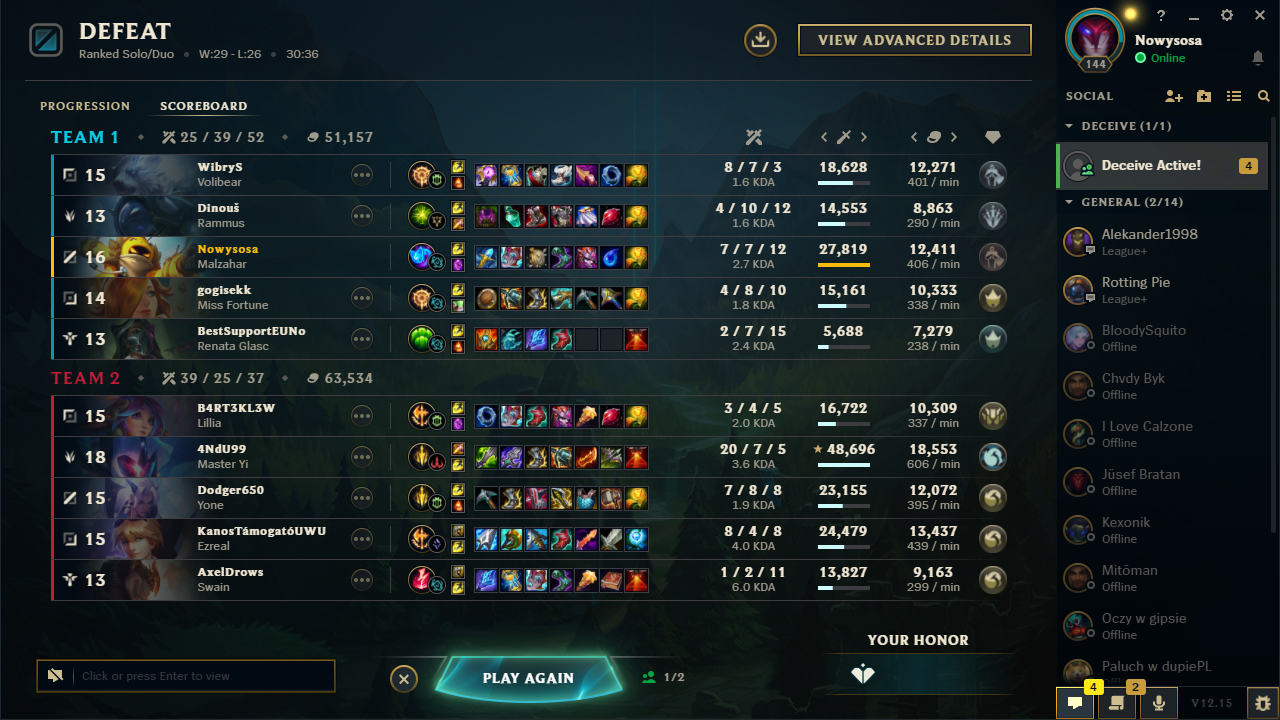 DEFEAT
Ranked Solo/Duo • W:29 - L:26 • 30:36
VIEW ADVANCED DETAILS
PROGRESSION SCOREBOARD
TEAM 1 25 / 39 / 52 51,157
15 WibryS 8 / 7 / 3 18,628 12,271
Volibear 1.6 KDA 401 / min
13 Dinouš 4 / 10 / 12 14,553 8,863
Rammus 1.6 KDA 290 / min
16 Nowysosa 7 / 7 / 12 27,819 12,411
Malzahar 2.7 KDA 406 / min
14 gogisekk 4 / 8 / 10 15,161 10,333
Miss Fortune 1.8 KDA 338 / min
13 BestSupportEUNo 2 / 7 / 15 5,688 7,279
Renata Glasc 2.4 KDA 238 / min
TEAM 2 39 / 25 / 37 63,534
15 B4RT3KL3W 3 / 4 / 5 16,722 10,309
Lillia 2.0 KDA 337 / min
18 4NdU99 20 / 7 / 5 48,696 18,553
Master Yi 3.6 KDA 606 / min
15 Dodger650 7 / 8 / 8 23,155 12,072
Yone 1.9 KDA 395 / min
15 KanosTámogatóUWU 8 / 4 / 8 24,479 13,437
Ezreal 4.0 KDA 439 / min
13 AxelDrows 1 / 2 / 11 13,827 9,163
Swain 6.0 KDA 299 / min
YOUR HONOR
Click or press Enter to view
PLAY AGAIN
1/2
?
Nowysosa
Online
144
SOCIAL
DECEIVE (1/1)
Deceive Active! 4
GENERAL (2/14)
Alekander1998
League+
Rotting Pie
League+
BloodySquito
Offline
Chvdy Byk
Offline
I Love Calzone
Offline
Jüsef Bratan
Offline
Kexonik
Offline
Mitöman
Offline
Oczy w gipsie
Offline
Paluch w dupiePL
Offline
4 2
V12.15